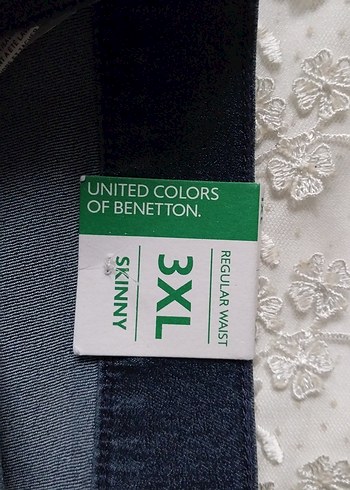 UNITED COLORS
OF BENETTON.
REGULAR WAIST
3XL
SKINNY